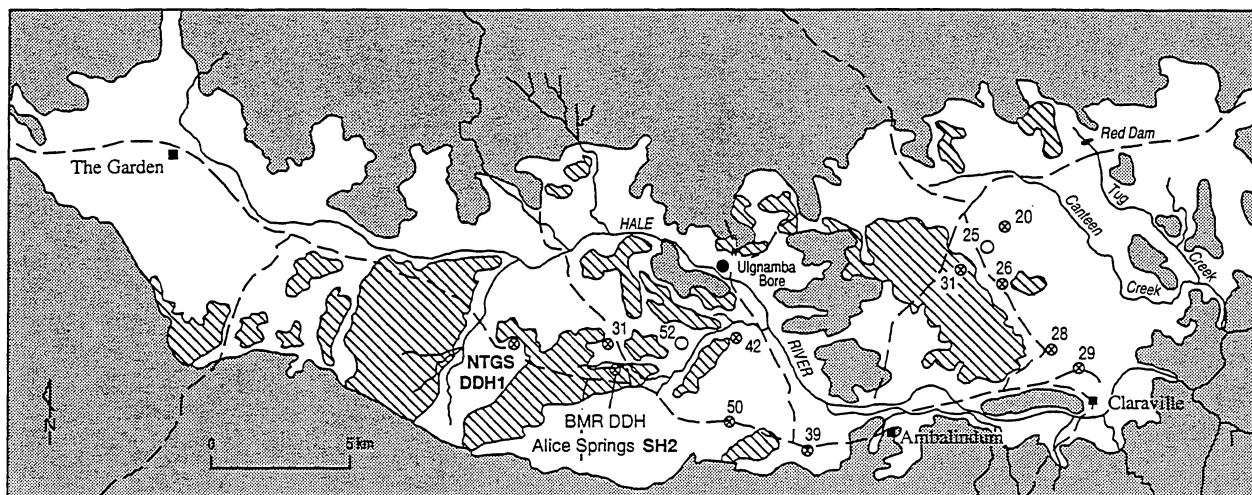 Red Dam
The Garden
HALE
Canteen
Tug
20
25
Ulgnamba
Bore
31
26
Creek
Creek
RIVER
31
52
42
NTGS
DDH1
28
29
N
BMR DDH
Alice Springs SH2
50
Claraville
0 5 km
39
Ambalindum